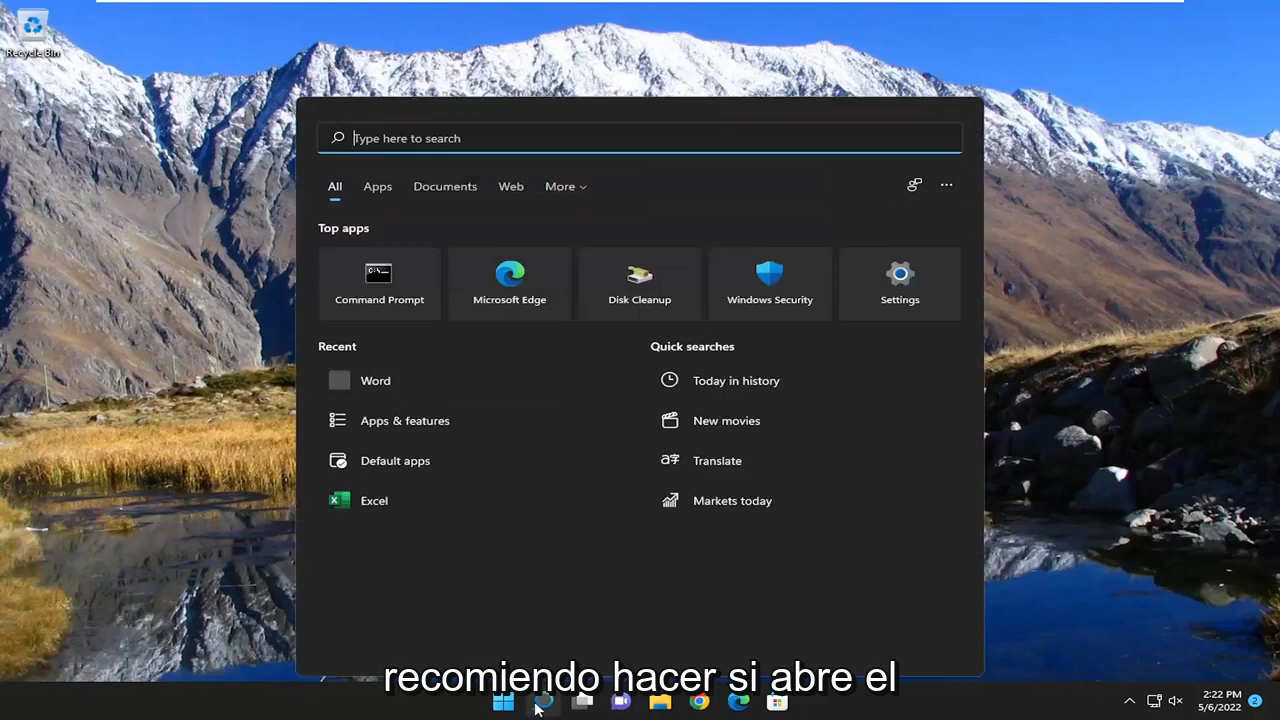 Recycle Bin
Type here to search
All Apps Documents Web More
Top apps
Command Prompt Microsoft Edge Disk Cleanup Windows Security Settings
Recent Quick searches
Word Today in history
Apps & features New movies
Default apps Translate
Excel Markets today
recomiendo hacer si abre el
2:22 PM
5/6/2022 2